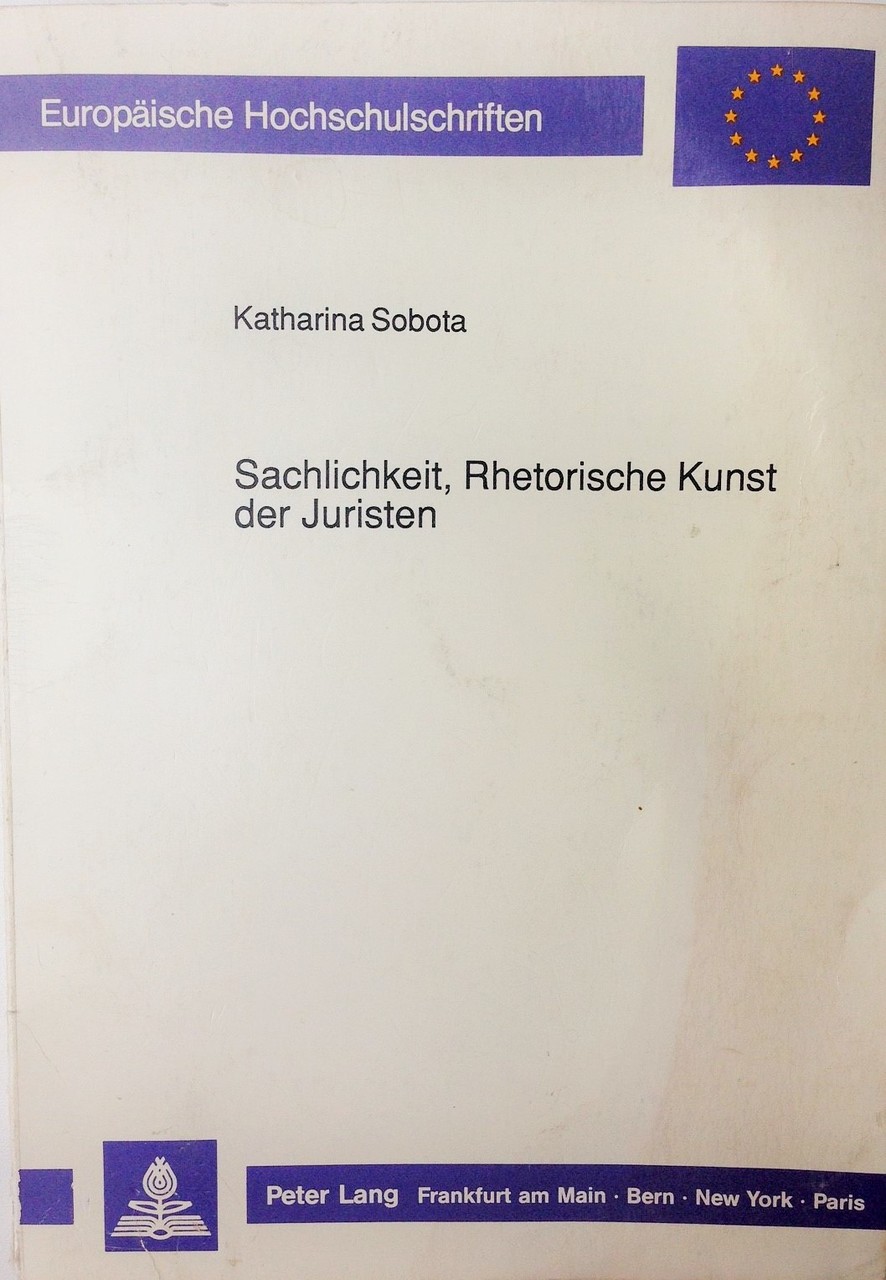 Europäische Hochschulschriften
Katharina Sobota
Sachlichkeit, Rhetorische Kunst
der Juristen
Peter Lang Frankfurt am Main · Bern · New York · Paris